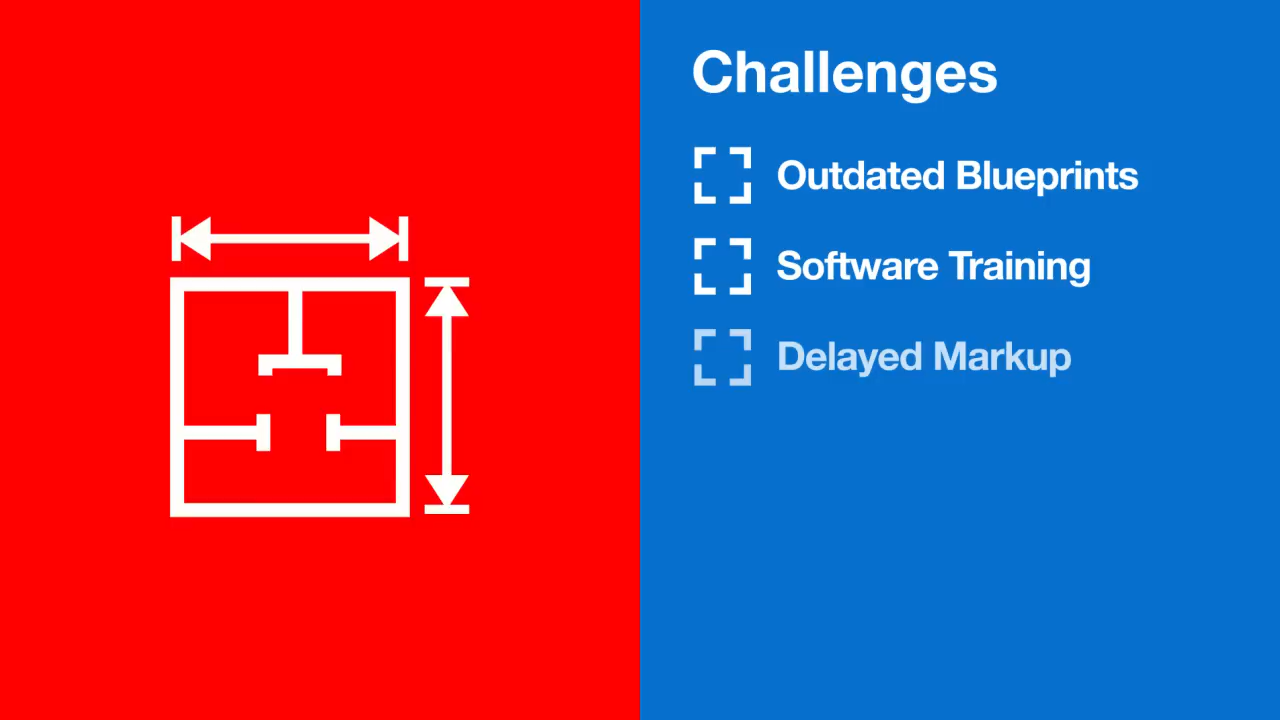 Challenges
Outdated Blueprints
Software Training
Delayed Markup